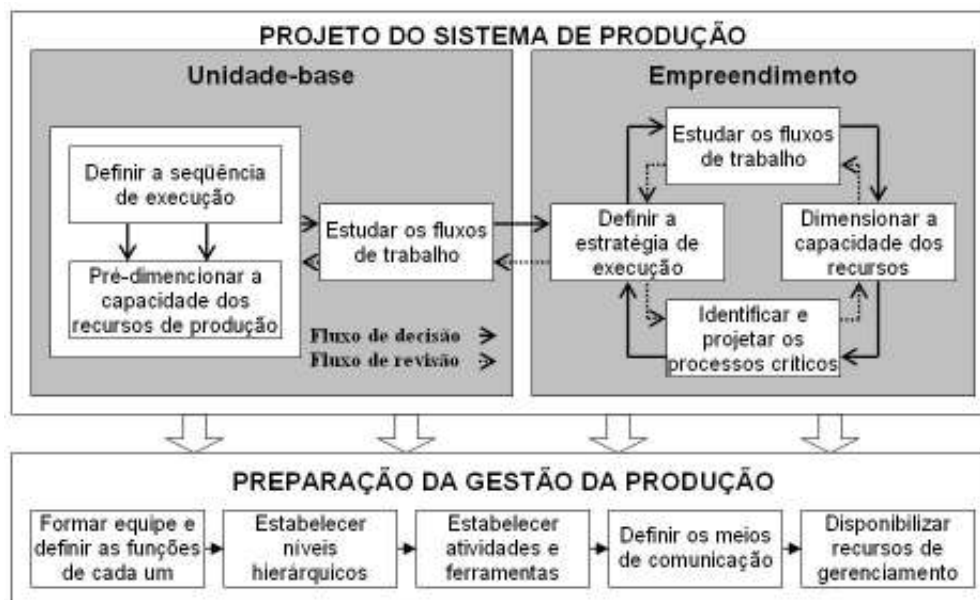 PROJETO DO SISTEMA DE PRODUÇÃO
Unidade-base
Definir a seqüência
de execução
Pré-dimencionar a
capacidade dos
recursos de produção
Estudar os fluxos
de trabalho
Fluxo de decisão
Fluxo de revisão
Empreendimento
Estudar os fluxos
de trabalho
Definir a
estratégia de
execução
Dimensionar a
capacidade dos
recursos
Identificar e
projetar os
processos críticos
PREPARAÇÃO DA GESTÃO DA PRODUÇÃO
Formar equipe e
definir as funções
de cada um
Estabelecer
níveis
hierárquicos
Estabelecer
atividades e
ferramentas
Definir os meios
de comunicação
Disponibilizar
recursos de
gerenciamento